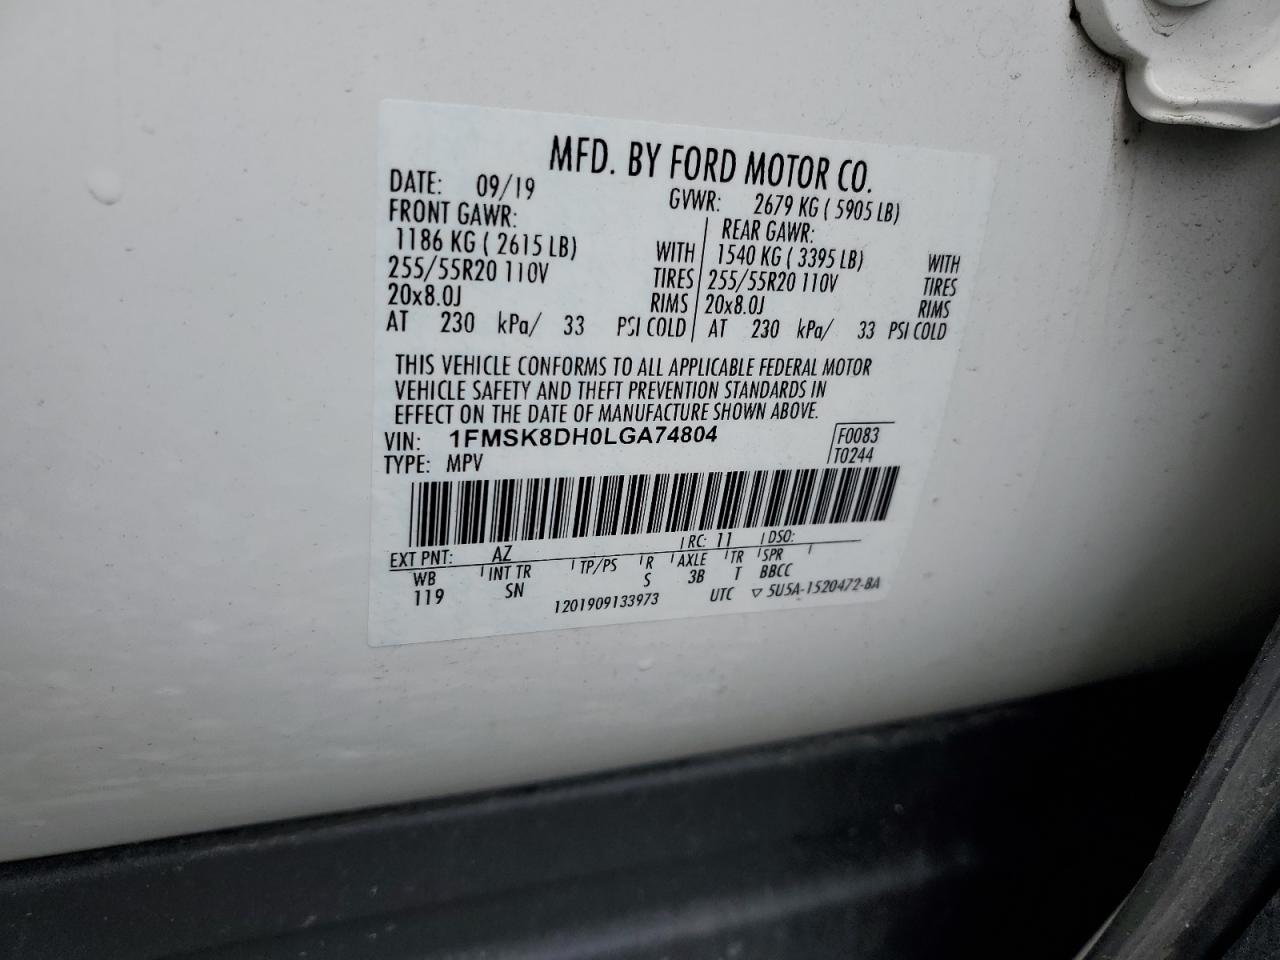 MFD. BY FORD MOTOR CO.
DATE: 09/19 GVWR: 2679 KG ( 5905 LB)
FRONT GAWR: REAR GAWR:
1186 KG ( 2615 LB) WITH 1540 KG ( 3395 LB) WITH
255/55R20 110V TIRES 255/55R20 110V TIRES
20x8.0J RIMS 20x8.0J RIMS
AT 230 kPa/ 33 PSI COLD AT 230 kPa/ 33 PSI COLD
THIS VEHICLE CONFORMS TO ALL APPLICABLE FEDERAL MOTOR
VEHICLE SAFETY AND THEFT PREVENTION STANDARDS IN
EFFECT ON THE DATE OF MANUFACTURE SHOWN ABOVE.
VIN: 1FMSK8DH0LGA74804 F0083
TYPE: MPV T0244
EXT PNT: AZ RC: 11 DSO:
WB INT TR TP/PS R AXLE TR SPR
119 SN S 3B T BBCC
1201909133973 UTC ▽ 5U5A-1520472-BA